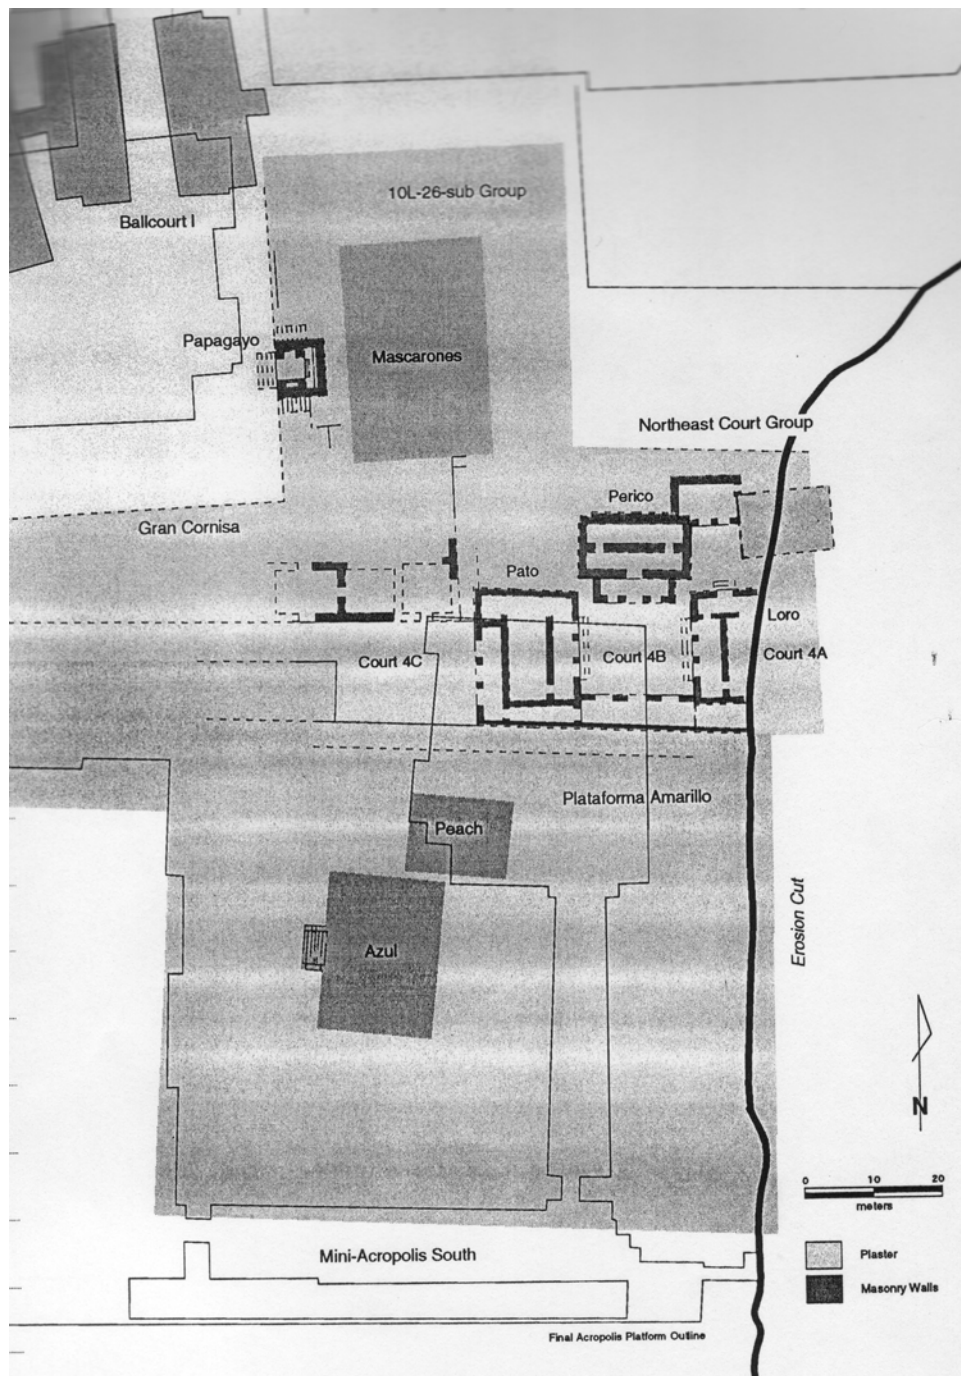 10L-26-sub Group
Ballcourt I
Papagayo
Mascarones
Northeast Court Group
Perico
Gran Cornisa
Pato
Loro
Court 4C
Court 4B
Court 4A
Plataforma Amarillo
Peach
Azul
Erosion Cut
N
0 10 20
meters
Mini-Acropolis South
Plaster
Masonry Walls
Final Acropolis Platform Outline